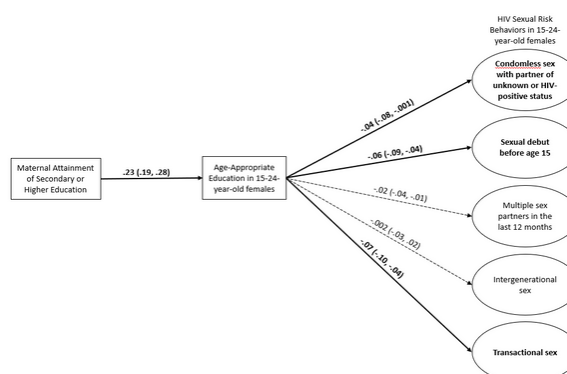 HIV Sexual Risk
Behaviors in 15-24-
year-old females
Condomless sex
with partner of
unknown or HIV-
positive status
-.04 (-.08, -.001)
Sexual debut
before age 15
-.06 (-.09, -.04)
Maternal Attainment
of Secondary or
Higher Education
.23 (.19, .28)
Age-Appropriate
Education in 15-24-
year-old females
-.02 (-.04, -.01)
Multiple sex
partners in the
last 12 months
-.002 (-.03, .02)
Intergenerational
sex
-.07 (-.10, -.04)
Transactional sex